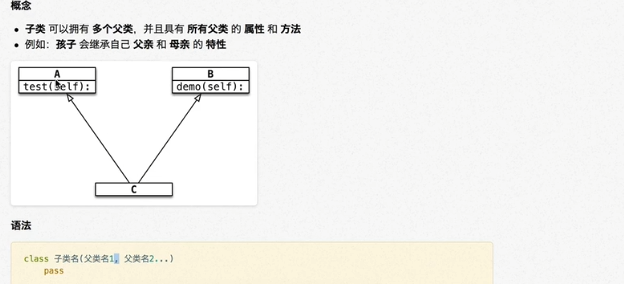 概念
• 子类 可以拥有 多个父类，并且具有 所有父类 的 属性 和 方法
• 例如：孩子 会继承自己 父亲 和 母亲 的 特性
A
test(self):
B
demo(self):
C
语法
class 子类名(父类名1, 父类名2...)
    pass